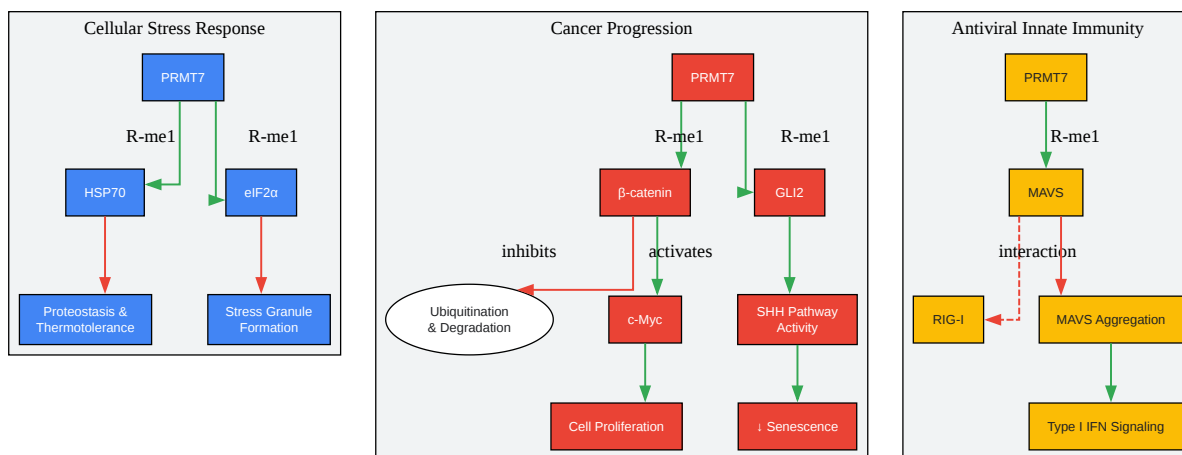 Cellular Stress Response
PRMT7
R-me1
R-me1
HSP70
eIF2α
Proteostasis &
Thermotolerance
Stress Granule
Formation
Cancer Progression
PRMT7
R-me1
R-me1
β-catenin
GLI2
inhibits
activates
Ubiquitination
& Degradation
c-Myc
SHH Pathway
Activity
Cell Proliferation
↓ Senescence
Antiviral Innate Immunity
PRMT7
R-me1
MAVS
interaction
RIG-I
MAVS Aggregation
Type I IFN Signaling